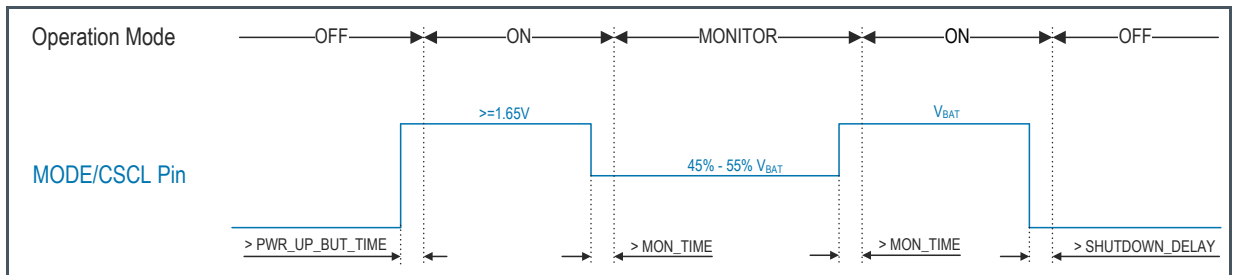 Operation Mode OFF ON MONITOR ON OFF
>=1.65V VBAT
MODE/CSCL Pin 45% - 55% VBAT
> PWR_UP_BUT_TIME > MON_TIME > MON_TIME > SHUTDOWN_DELAY